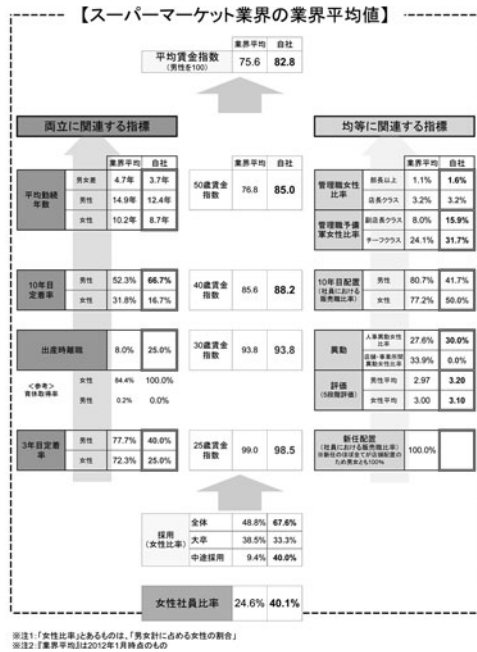 【スーパーマーケット業界の業界平均値】
業界平均 自社
平均賃金指数 75.6 82.8
(男性を100)
両立に関連する指標
業界平均 自社
平均勤続年数
男女差 4.7年 3.7年
男性 14.9年 12.4年
女性 10.2年 8.7年
10年目定着率
男性 52.3% 66.7%
女性 31.8% 16.7%
出産時離職 8.0% 25.0%
<参考>
育休取得率
女性 84.4% 100.0%
男性 0.2% 0.0%
3年目定着率
男性 77.7% 40.0%
女性 72.3% 25.0%
業界平均 自社
50歳賃金指数 76.8 85.0
40歳賃金指数 85.6 88.2
30歳賃金指数 93.8 93.8
25歳賃金指数 99.0 98.5
均等に関連する指標
業界平均 自社
管理職女性比率
部長以上 1.1% 1.6%
店長クラス 3.2% 3.2%
管理職予備軍女性比率
副店長クラス 8.0% 15.9%
チーフクラス 24.1% 31.7%
10年目配置
(社員における販売職比率)
男性 80.7% 41.7%
女性 77.2% 50.0%
異動
人事異動女性比率 27.6% 30.0%
店舗・事業所間異動女性比率 33.9% 0.0%
評価
(5段階評価)
男性平均 2.97 3.20
女性平均 3.00 3.10
新任配置
(社員における販売職比率)
※新任のほぼ全てが店舗配置のため男女とも100%
100.0%
採用
(女性比率)
全体 48.8% 67.6%
大卒 38.5% 33.3%
中途採用 9.4% 40.0%
女性社員比率 24.6% 40.1%
※注1:「女性比率」とあるものは、「男女計に占める女性の割合」
※注2:『業界平均』は2012年1月時点のもの